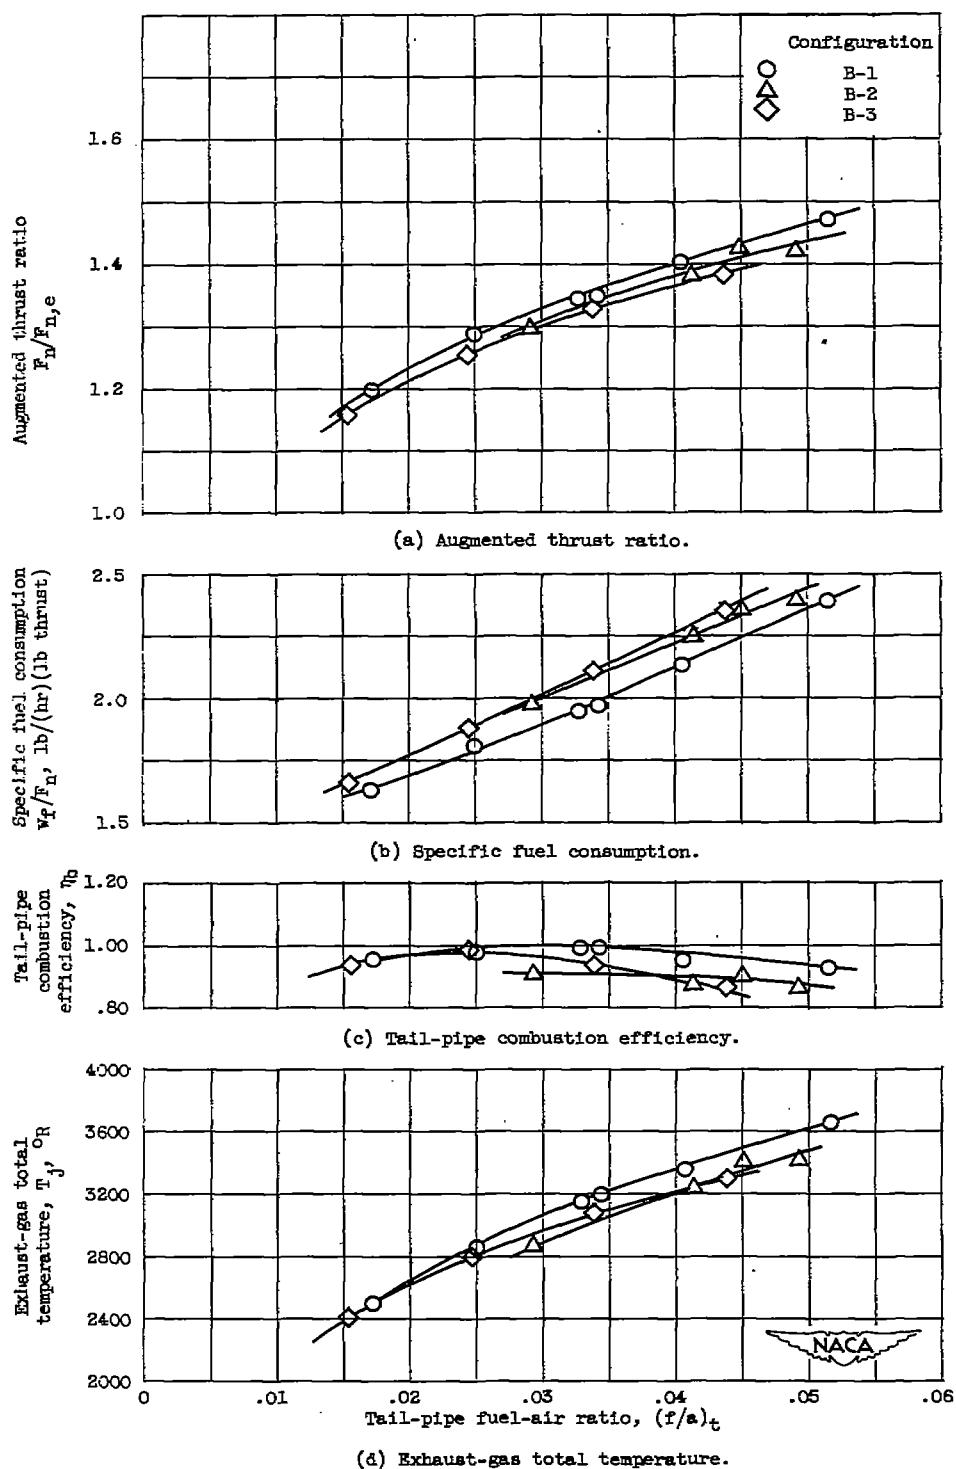 Configuration
B-1
B-2
B-3
1.6
1.4
1.2
1.0
Augmented thrust ratio
Fn/Fn,e
(a) Augmented thrust ratio.
2.5
2.0
1.5
Specific fuel consumption
Wf/Fn, lb/(hr)(lb thrust)
(b) Specific fuel consumption.
1.20
1.00
.80
Tail-pipe
combustion
efficiency, ηb
(c) Tail-pipe combustion efficiency.
4000
3600
3200
2800
2400
2000
Exhaust-gas total
temperature, Tj, °R
NACA
0 .01 .02 .03 .04 .05 .06
Tail-pipe fuel-air ratio, (f/a)t
(d) Exhaust-gas total temperature.